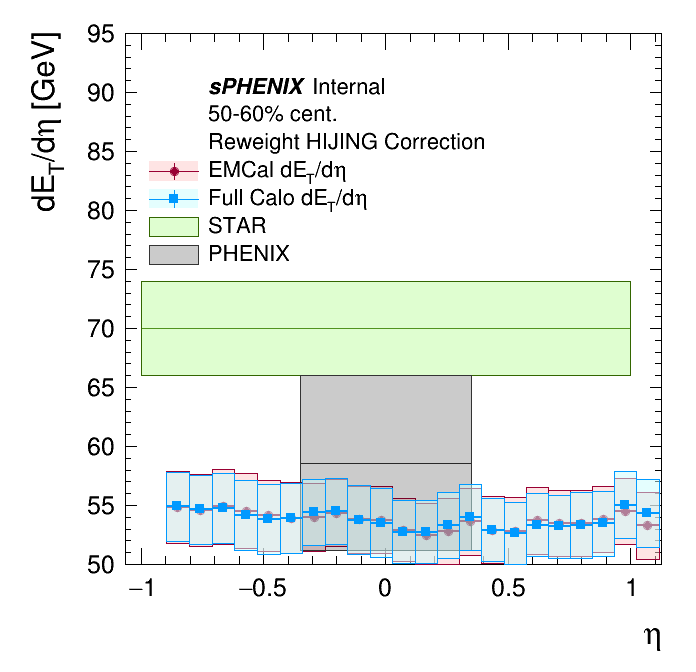 dE_T/dη [GeV]
95
90
85
80
75
70
65
60
55
50
sPHENIX Internal
50-60% cent.
Reweight HIJING Correction
EMCal dE_T/dη
Full Calo dE_T/dη
STAR
PHENIX
−1
−0.5
0
0.5
1
η